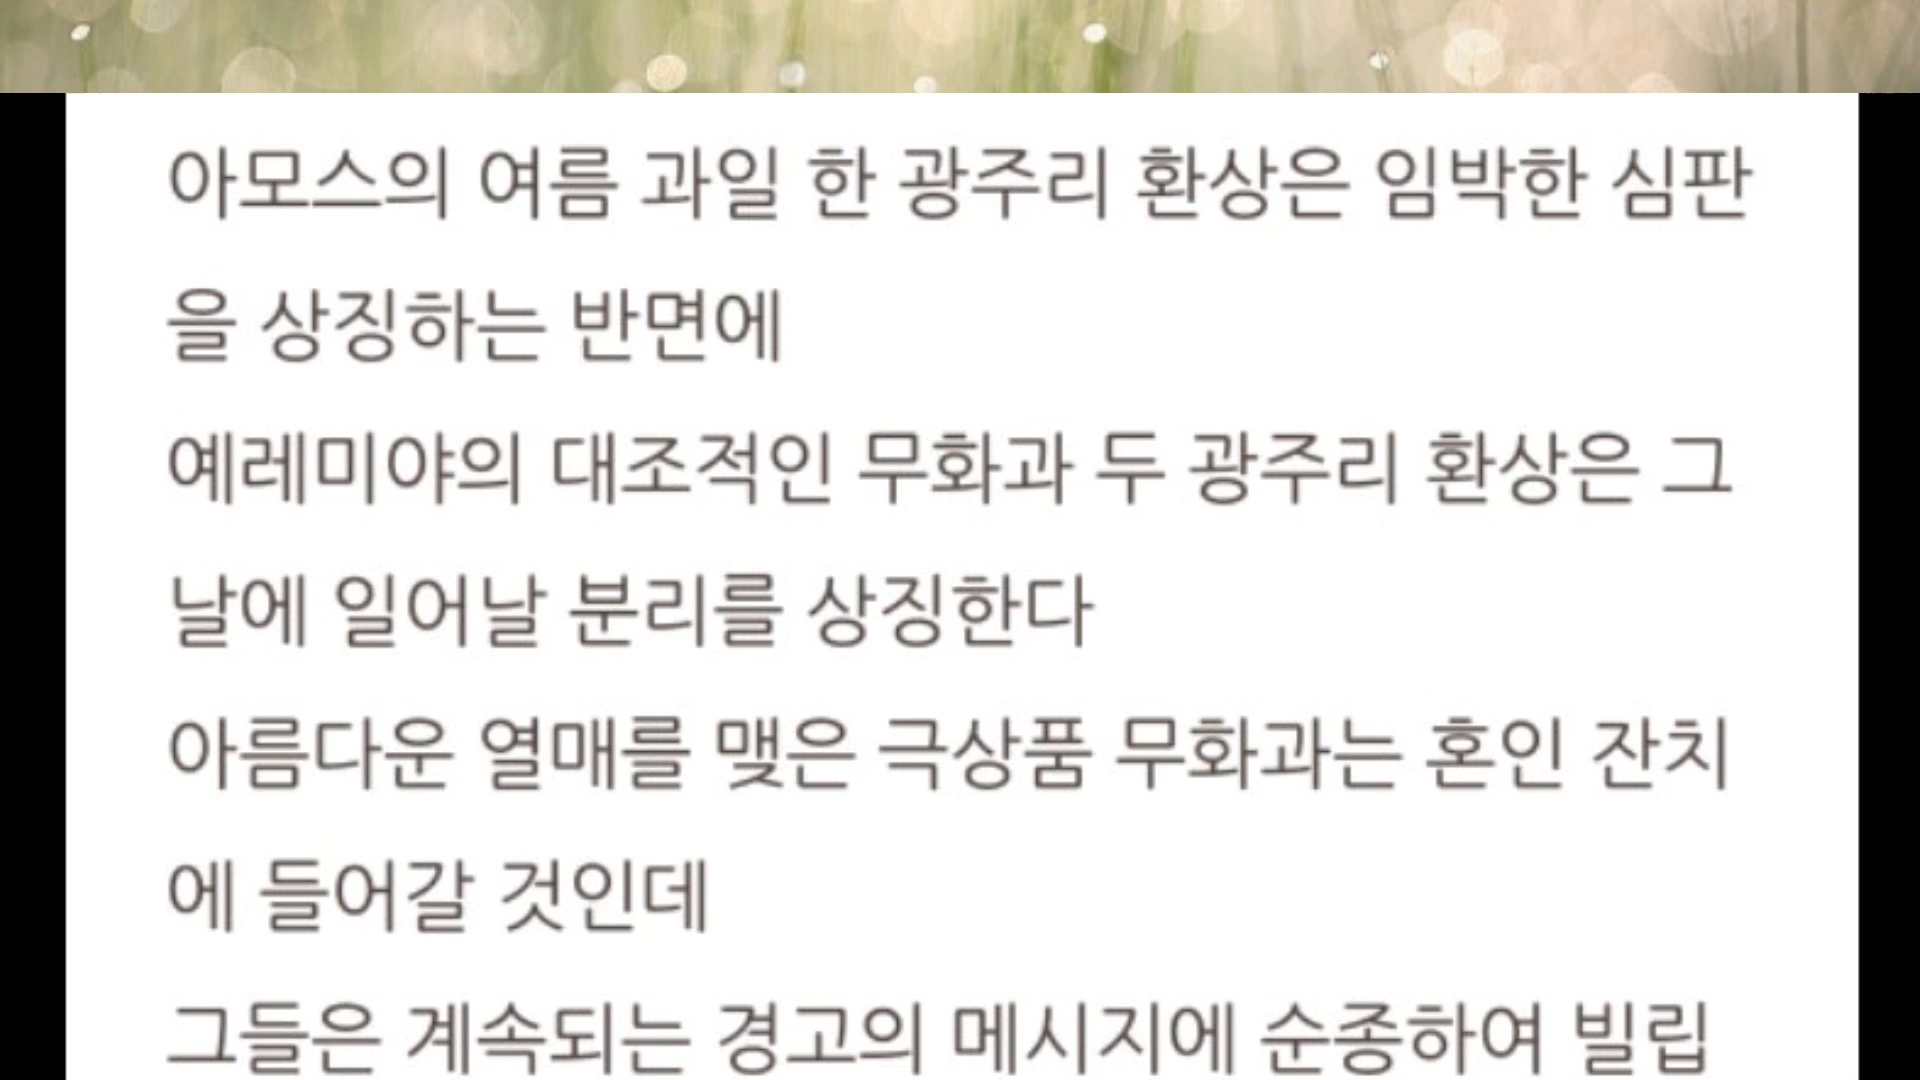 아모스의 여름 과일 한 광주리 환상은 임박한 심판
을 상징하는 반면에
예레미야의 대조적인 무화과 두 광주리 환상은 그
날에 일어날 분리를 상징한다
아름다운 열매를 맺은 극상품 무화과는 혼인 잔치
에 들어갈 것인데
그들은 계속되는 경고의 메시지에 순종하여 빌립